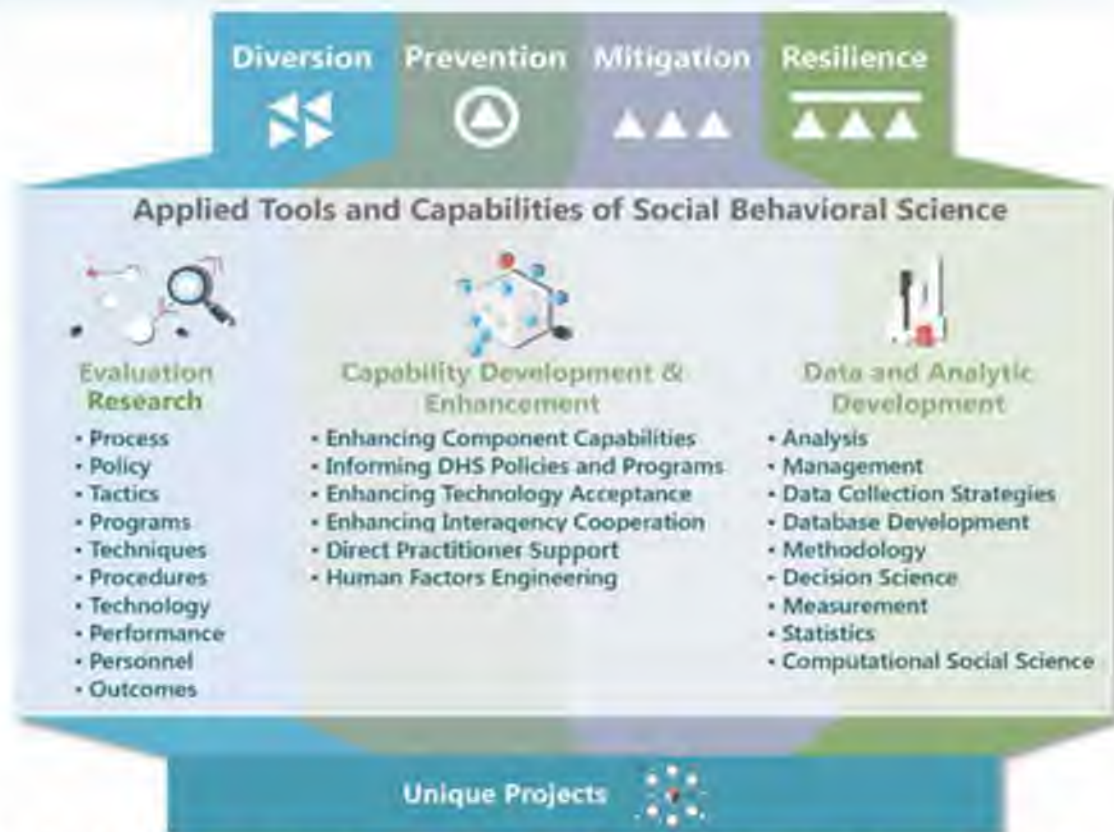 Diversion Prevention Mitigation Resilience
Applied Tools and Capabilities of Social Behavioral Science
Evaluation
Research
• Process
• Policy
• Tactics
• Programs
• Techniques
• Procedures
• Technology
• Performance
• Personnel
• Outcomes
Capability Development &
Enhancement
• Enhancing Component Capabilities
• Informing DHS Policies and Programs
• Enhancing Technology Acceptance
• Enhancing Interagency Cooperation
• Direct Practitioner Support
• Human Factors Engineering
Data and Analytic
Development
• Analysis
• Management
• Data Collection Strategies
• Database Development
• Methodology
• Decision Science
• Measurement
• Statistics
• Computational Social Science
Unique Projects